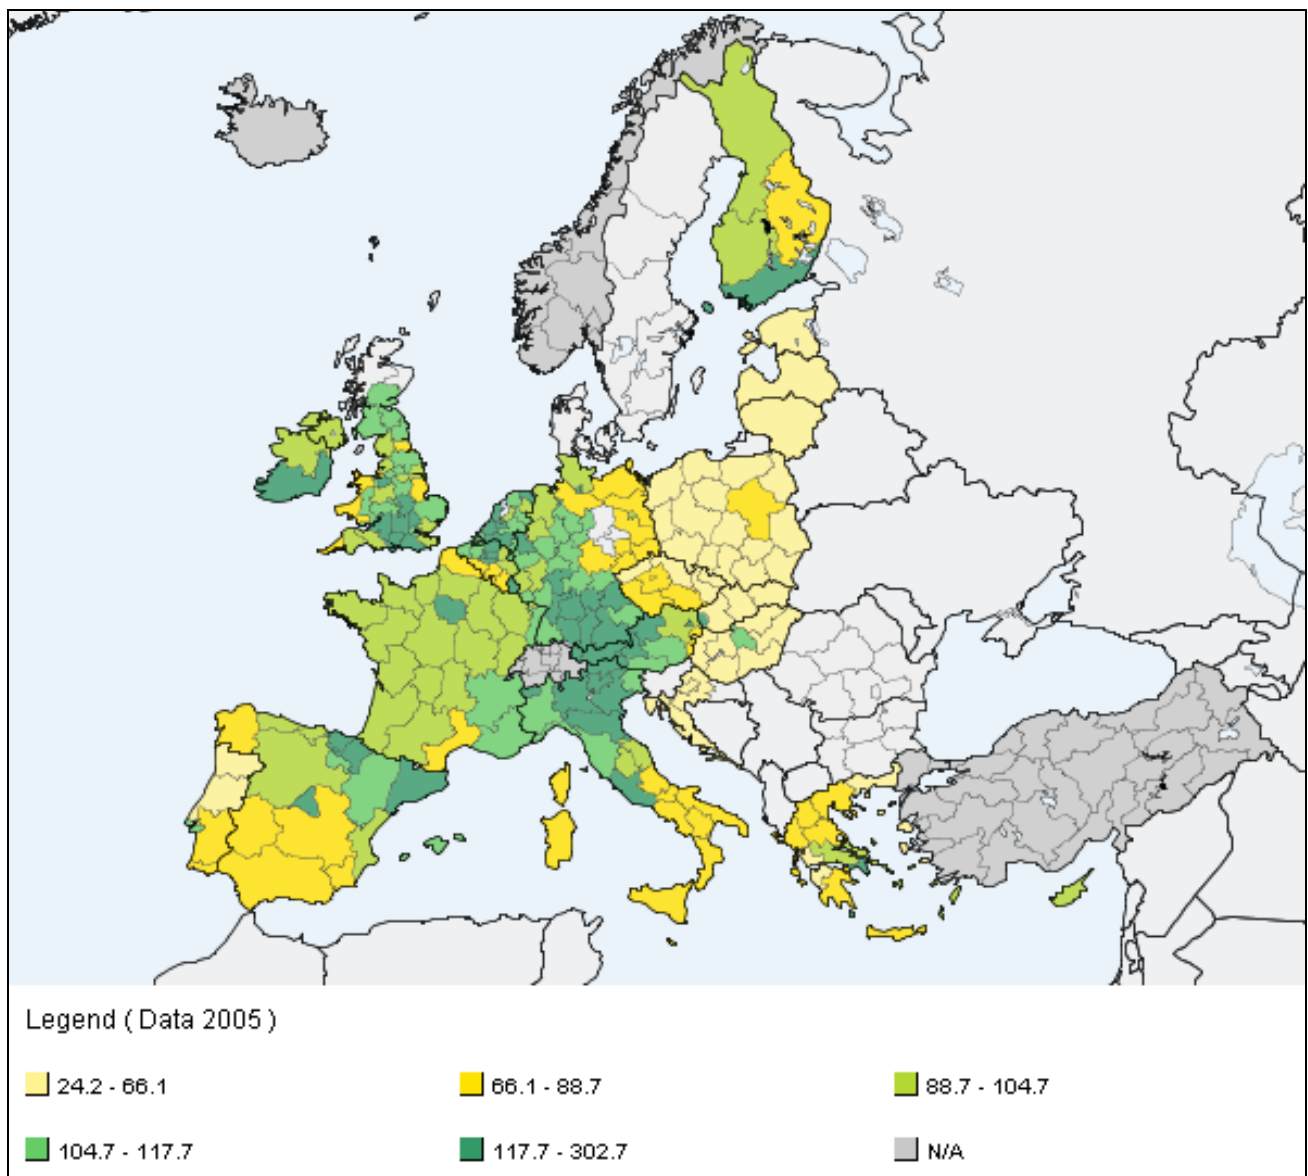 Legend ( Data 2005 )
24.2 - 66.1
66.1 - 88.7
88.7 - 104.7
104.7 - 117.7
117.7 - 302.7
N/A